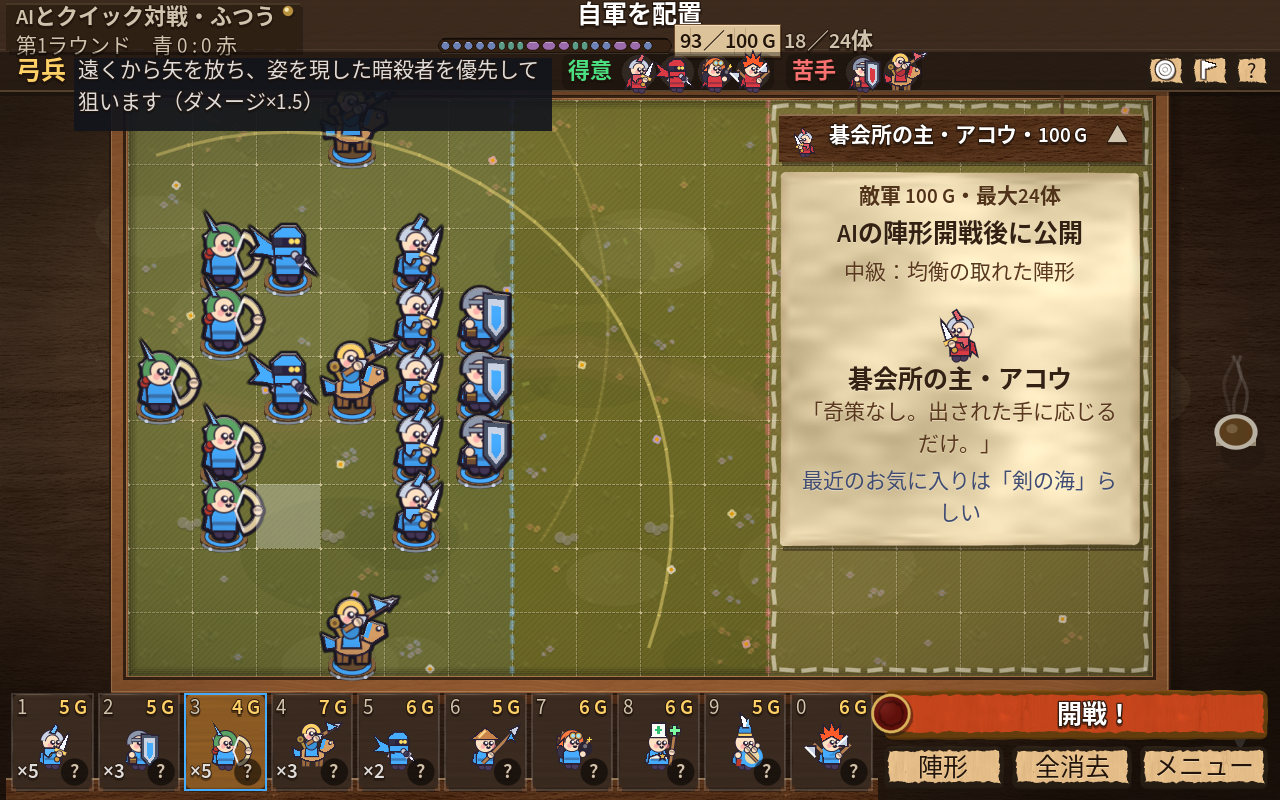 AIとクイック対戦・ふつう
第1ラウンド 青 0 : 0 赤
自軍を配置
93／100 G
18／24体
弓兵
遠くから矢を放ち、姿を現した暗殺者を優先して
狙います（ダメージ×1.5）
得意
苦手
?
碁会所の主・アコウ・100 G
敵軍 100 G・最大24体
AIの陣形開戦後に公開
中級：均衡の取れた陣形
碁会所の主・アコウ
「奇策なし。出された手に応じる
だけ。」
最近のお気に入りは「剣の海」ら
しい
1 5 G
×5 ?
2 5 G
×3 ?
3 4 G
×5 ?
4 7 G
×3 ?
5 6 G
×2 ?
6 5 G
?
7 6 G
?
8 6 G
?
9 5 G
?
0 6 G
?
開戦！
陣形
全消去
メニュー